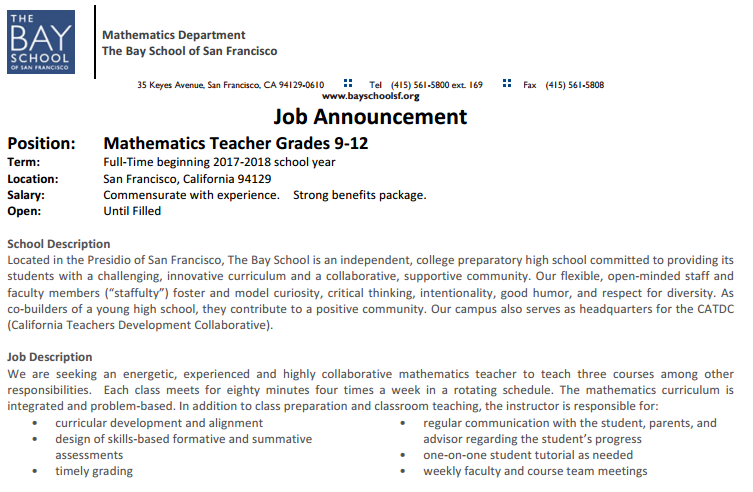 THE
BAY
SCHOOL
OF SAN FRANCISCO
Mathematics Department
The Bay School of San Francisco
35 Keyes Avenue, San Francisco, CA 94129-0610 Tel (415) 561-5800 ext. 169 Fax (415) 561-5808
www.bayschoolsf.org
Job Announcement
Position: Mathematics Teacher Grades 9-12
Term: Full-Time beginning 2017-2018 school year
Location: San Francisco, California 94129
Salary: Commensurate with experience. Strong benefits package.
Open: Until Filled
School Description
Located in the Presidio of San Francisco, The Bay School is an independent, college preparatory high school committed to providing its
students with a challenging, innovative curriculum and a collaborative, supportive community. Our flexible, open-minded staff and
faculty members (“staffulty”) foster and model curiosity, critical thinking, intentionality, good humor, and respect for diversity. As
co-builders of a young high school, they contribute to a positive community. Our campus also serves as headquarters for the CATDC
(California Teachers Development Collaborative).
Job Description
We are seeking an energetic, experienced and highly collaborative mathematics teacher to teach three courses among other
responsibilities. Each class meets for eighty minutes four times a week in a rotating schedule. The mathematics curriculum is
integrated and problem-based. In addition to class preparation and classroom teaching, the instructor is responsible for:
• curricular development and alignment
• design of skills-based formative and summative
assessments
• timely grading
• regular communication with the student, parents, and
advisor regarding the student’s progress
• one-on-one student tutorial as needed
• weekly faculty and course team meetings